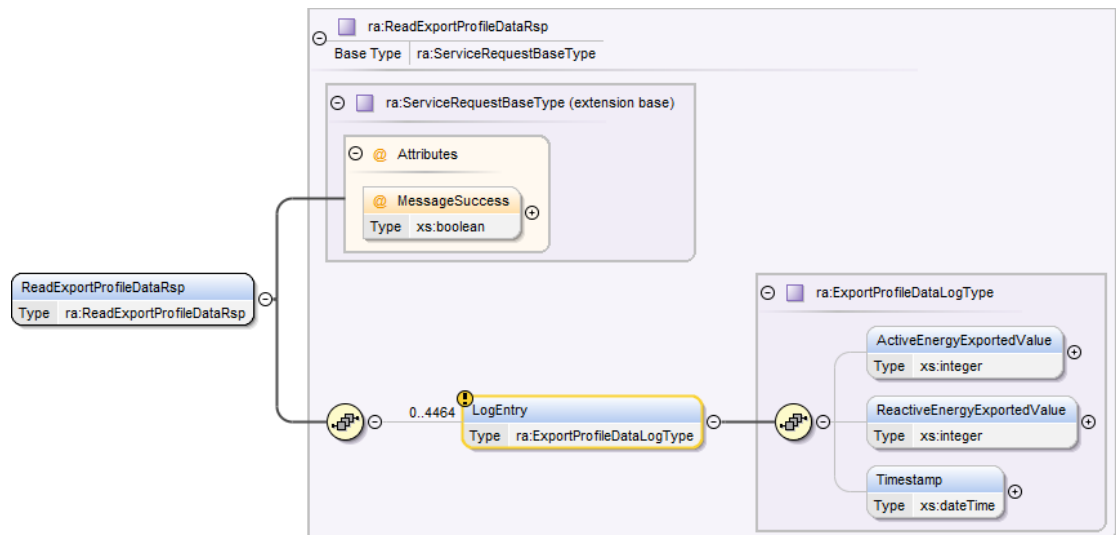 ra:ReadExportProfileDataRsp
Base Type ra:ServiceRequestBaseType
ra:ServiceRequestBaseType (extension base)
@ Attributes
@ MessageSuccess
Type xs:boolean
ReadExportProfileDataRsp
Type ra:ReadExportProfileDataRsp
0..4464
LogEntry
Type ra:ExportProfileDataLogType
ra:ExportProfileDataLogType
ActiveEnergyExportedValue
Type xs:integer
ReactiveEnergyExportedValue
Type xs:integer
Timestamp
Type xs:dateTime